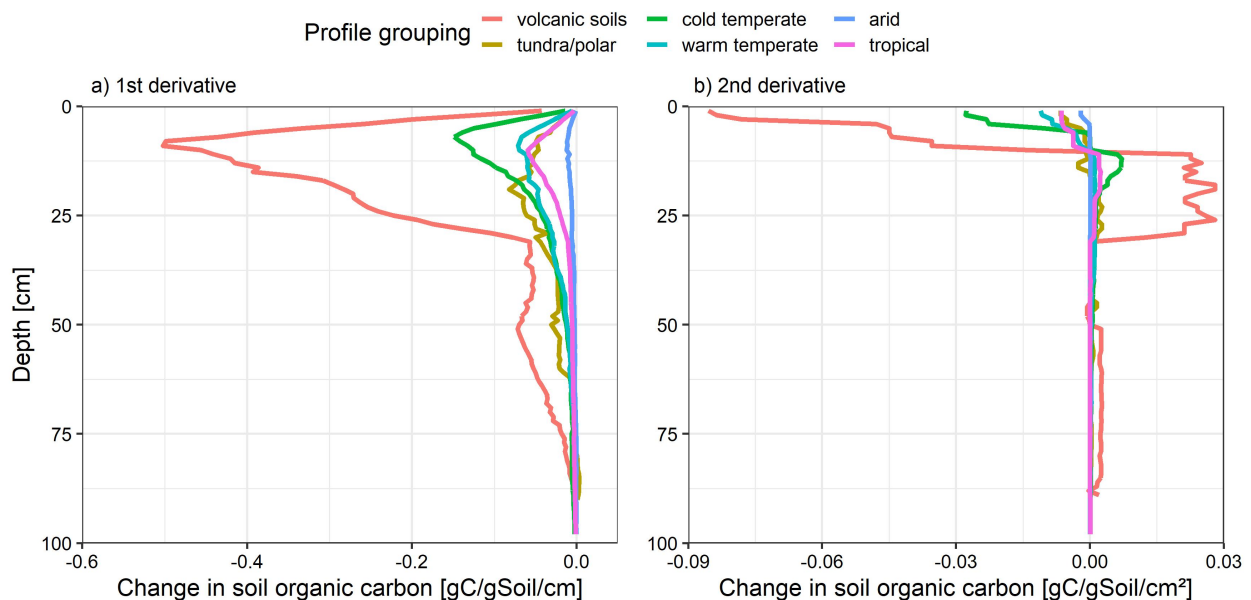 Profile grouping
volcanic soils cold temperate arid
tundra/polar warm temperate tropical
a) 1st derivative
b) 2nd derivative
Depth [cm]
0
25
50
75
100
-0.6 -0.4 -0.2 0.0
Change in soil organic carbon [gC/gSoil/cm]
0
25
50
75
100
-0.09 -0.06 -0.03 0.00 0.03
Change in soil organic carbon [gC/gSoil/cm²]